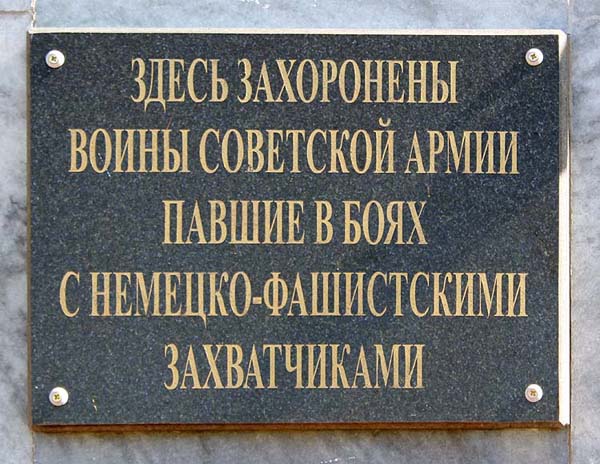 ЗДЕСЬ ЗАХОРОНЕНЫ
ВОИНЫ СОВЕТСКОЙ АРМИИ
ПАВШИЕ В БОЯХ
С НЕМЕЦКО-ФАШИСТСКИМИ
ЗАХВАТЧИКАМИ